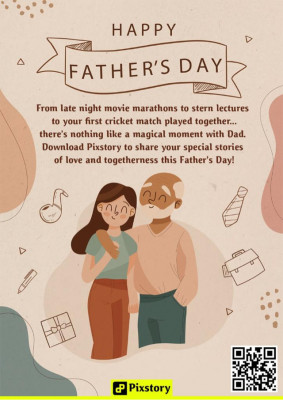 HAPPY
FATHER'S DAY
From late night movie marathons to stern lectures
to your first cricket match played together...
there's nothing like a magical moment with Dad.
Download Pixstory to share your special stories
of love and togetherness this Father's Day!
Pixstory